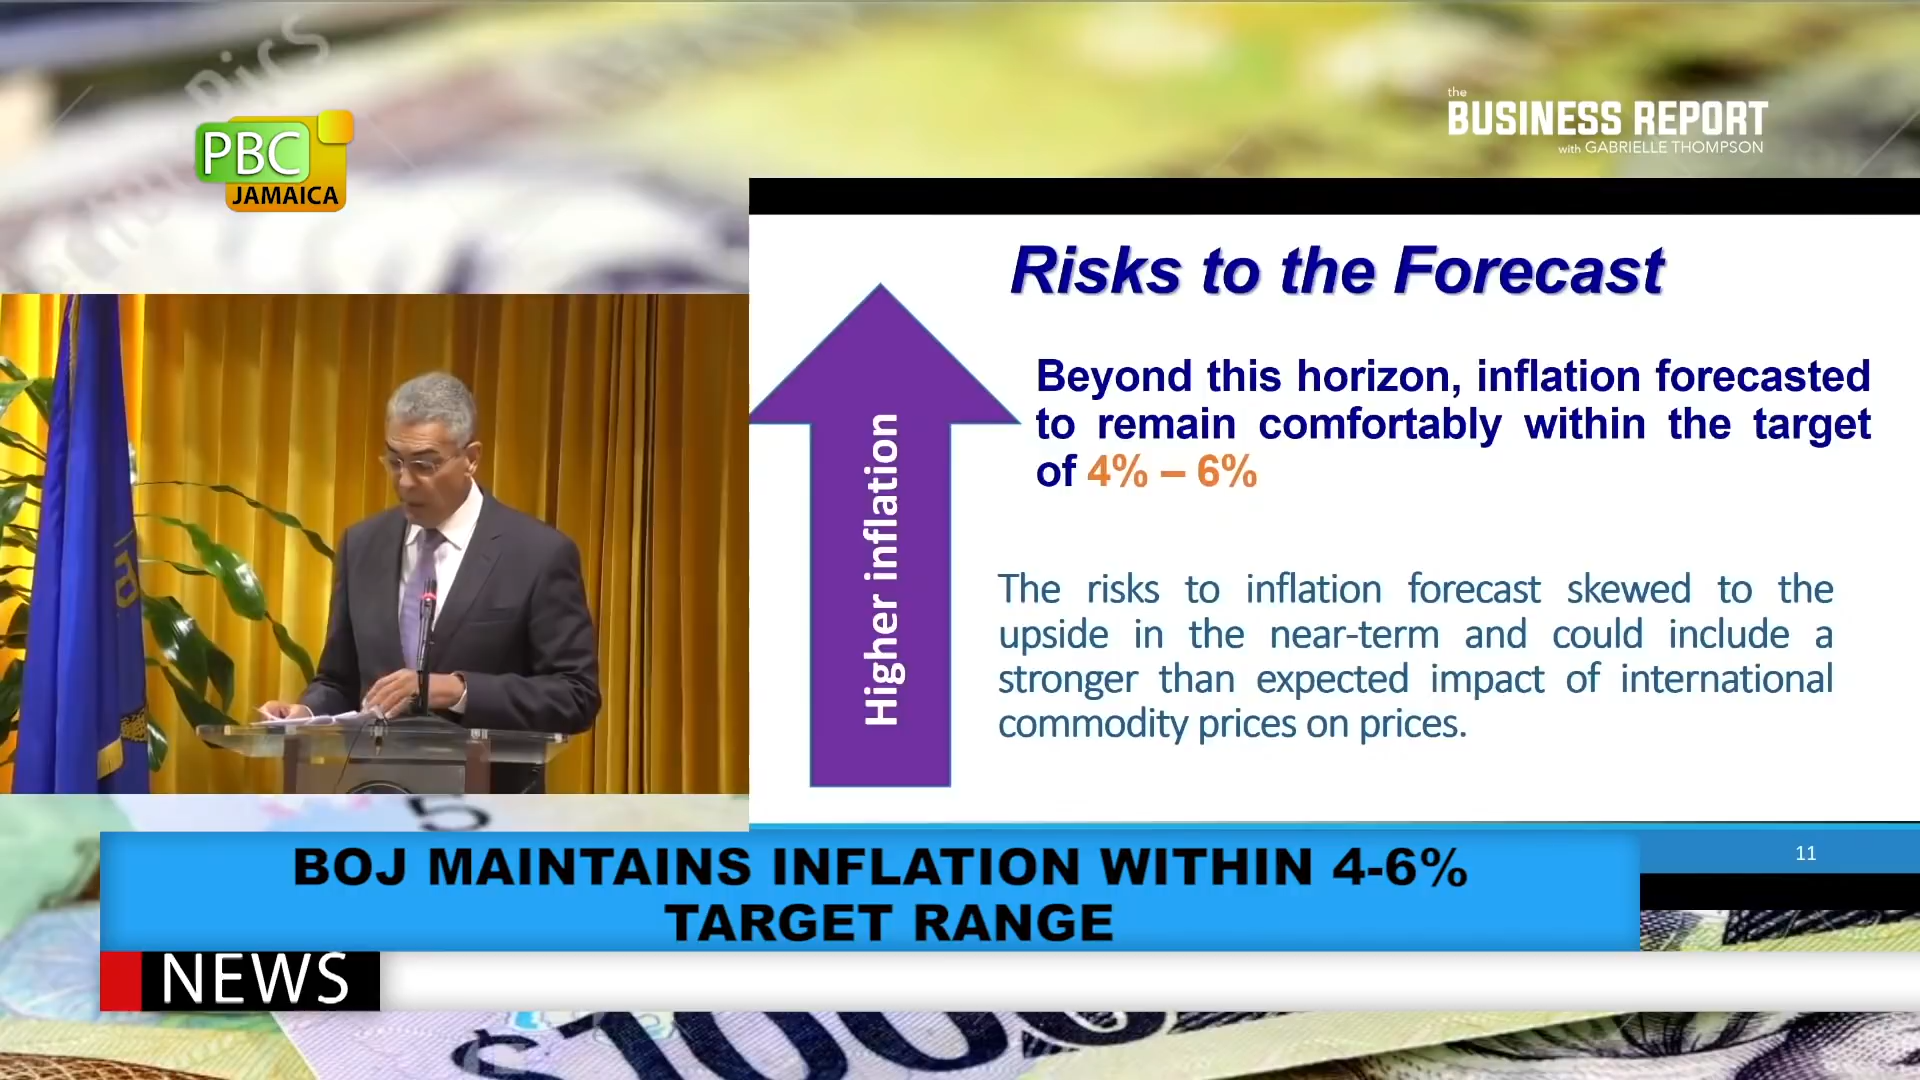 PBC
JAMAICA
the
BUSINESS REPORT
with GABRIELLE THOMPSON
Risks to the Forecast
Higher inflation
Beyond this horizon, inflation forecasted
to remain comfortably within the target
of 4% – 6%
The risks to inflation forecast skewed to the
upside in the near-term and could include a
stronger than expected impact of international
commodity prices on prices.
11
BOJ MAINTAINS INFLATION WITHIN 4-6%
TARGET RANGE
NEWS
5
$100